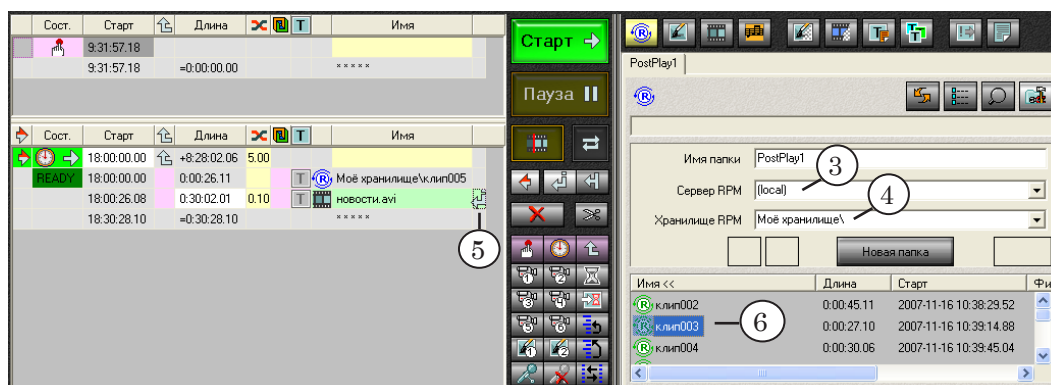 Сост. Старт Длина T Имя
9:31:57.18
9:31:57.18 =0:00:00.00 *****
Сост. Старт Длина T Имя
18:00:00.00 +8:28:02.06 5.00
READY 18:00:00.00 0:00:26.11 T R Моё хранилище\клип005
18:00:26.08 0:30:02.01 0.10 T новости.avi
18:30:28.10 =0:30:28.10 *****
5
Старт
Пауза
PostPlay1
Имя папки PostPlay1
3
Сервер RPM (local)
4
Хранилище RPM Моё хранилище\
Новая папка
Имя << Длина Старт Фи
R клип002 0:00:45.11 2007-11-16 10:38:29.52
R клип003 0:00:27.10 2007-11-16 10:39:14.88
6
R клип004 0:00:30.06 2007-11-16 10:39:45.04